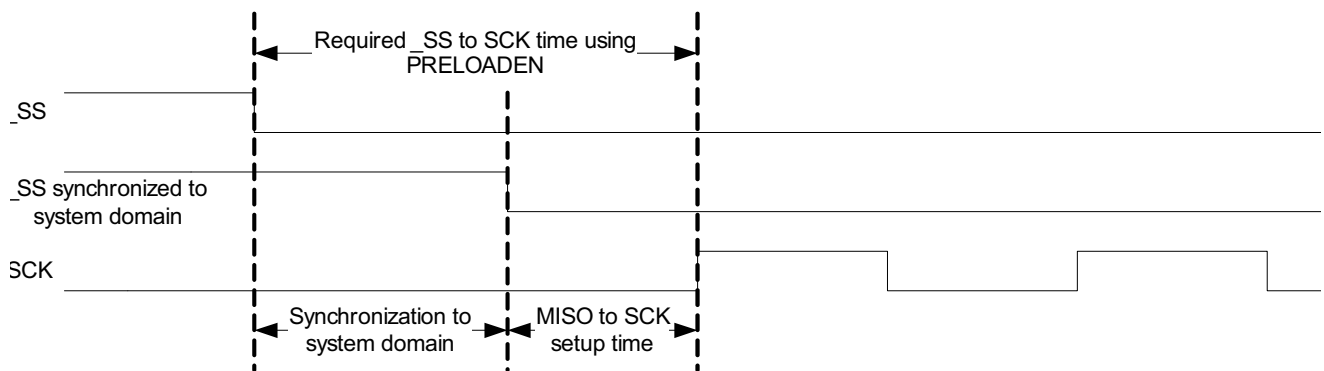 Required _SS to SCK time using
PRELOADEN
_SS
_SS synchronized to
system domain
SCK
Synchronization to
system domain
MISO to SCK
setup time